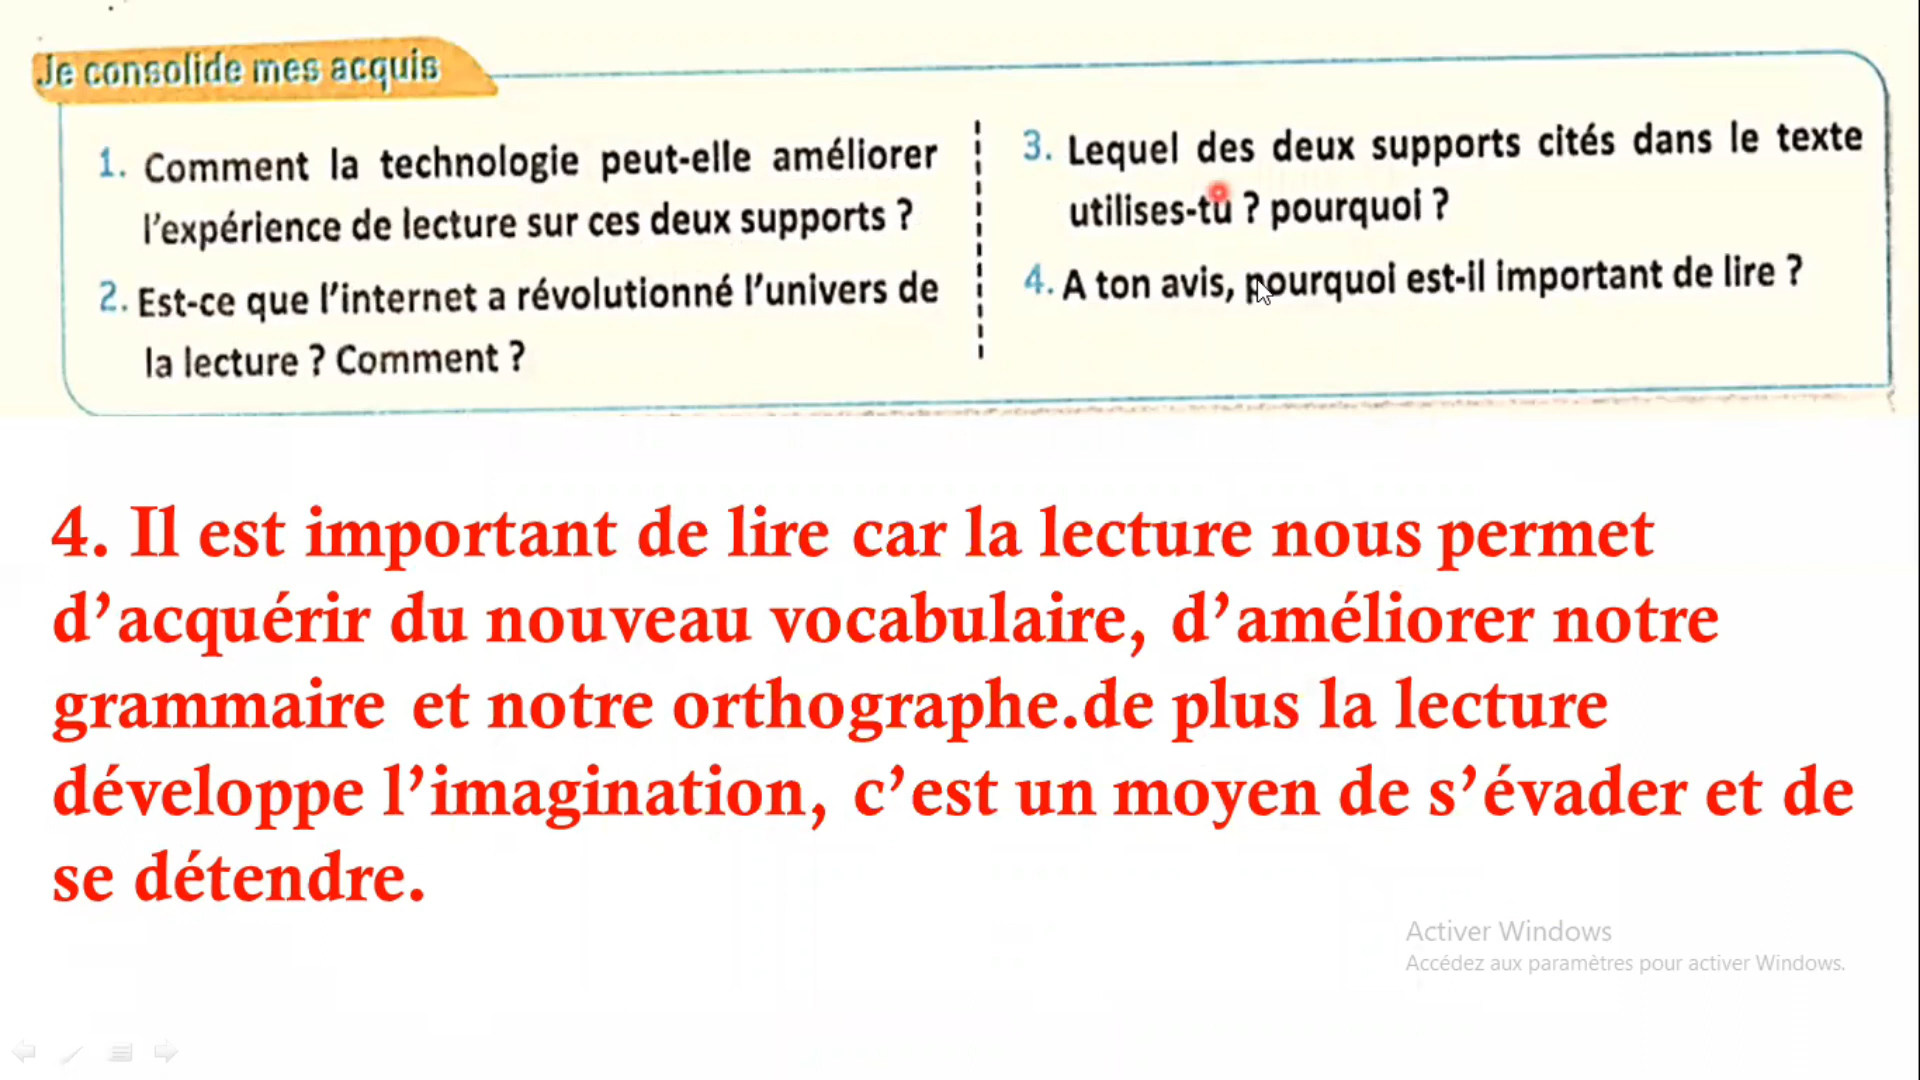 Je consolide mes acquis
1. Comment la technologie peut-elle améliorer
l'expérience de lecture sur ces deux supports ?
2. Est-ce que l'internet a révolutionné l'univers de
la lecture ? Comment ?
3. Lequel des deux supports cités dans le texte
utilises-tu ? pourquoi ?
4. A ton avis, pourquoi est-il important de lire ?
4. Il est important de lire car la lecture nous permet
d’acquérir du nouveau vocabulaire, d’améliorer notre
grammaire et notre orthographe.de plus la lecture
développe l’imagination, c’est un moyen de s’évader et de
se détendre.
Activer Windows
Accédez aux paramètres pour activer Windows.